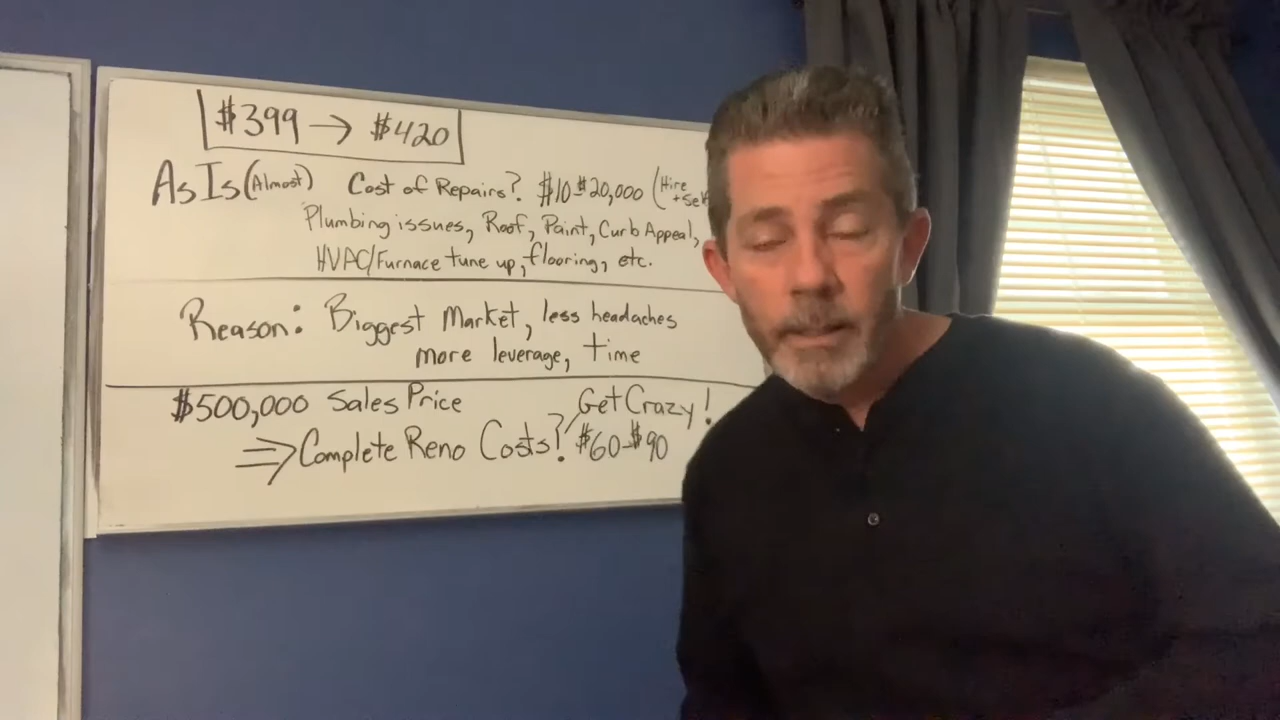 $399 → $420
As Is (Almost) Cost of Repairs? $10-$20,000 (Hire
+ Self
Plumbing issues, Roof, Paint, Curb Appeal,
HVAC/Furnace tune up, flooring, etc.
Reason: Biggest Market, less headaches
more leverage, time
$500,000 Sales Price
Get Crazy!
⇒ Complete Reno Costs? $60-$90